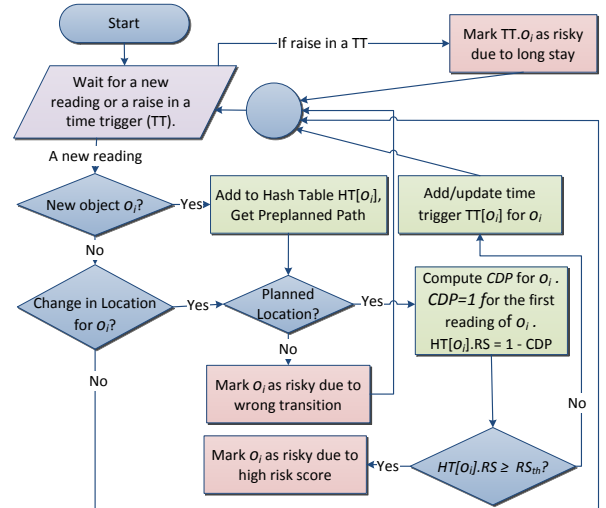 Start
If raise in a TT
Mark TT.oi as risky
due to long stay
Wait for a new
reading or a raise in a
time trigger (TT).
A new reading
New object oi?
Yes
Add to Hash Table HT[oi],
Get Preplanned Path
Add/update time
trigger TT[oi] for oi
No
Change in Location
for oi?
Yes
Planned
Location?
Yes
Compute CDP for oi .
CDP=1 for the first
reading of oi .
HT[oi].RS = 1 - CDP
No
No
Mark oi as risky due to
wrong transition
No
Mark oi as risky due to
high risk score
Yes
HT[oi].RS ≥ RSth?